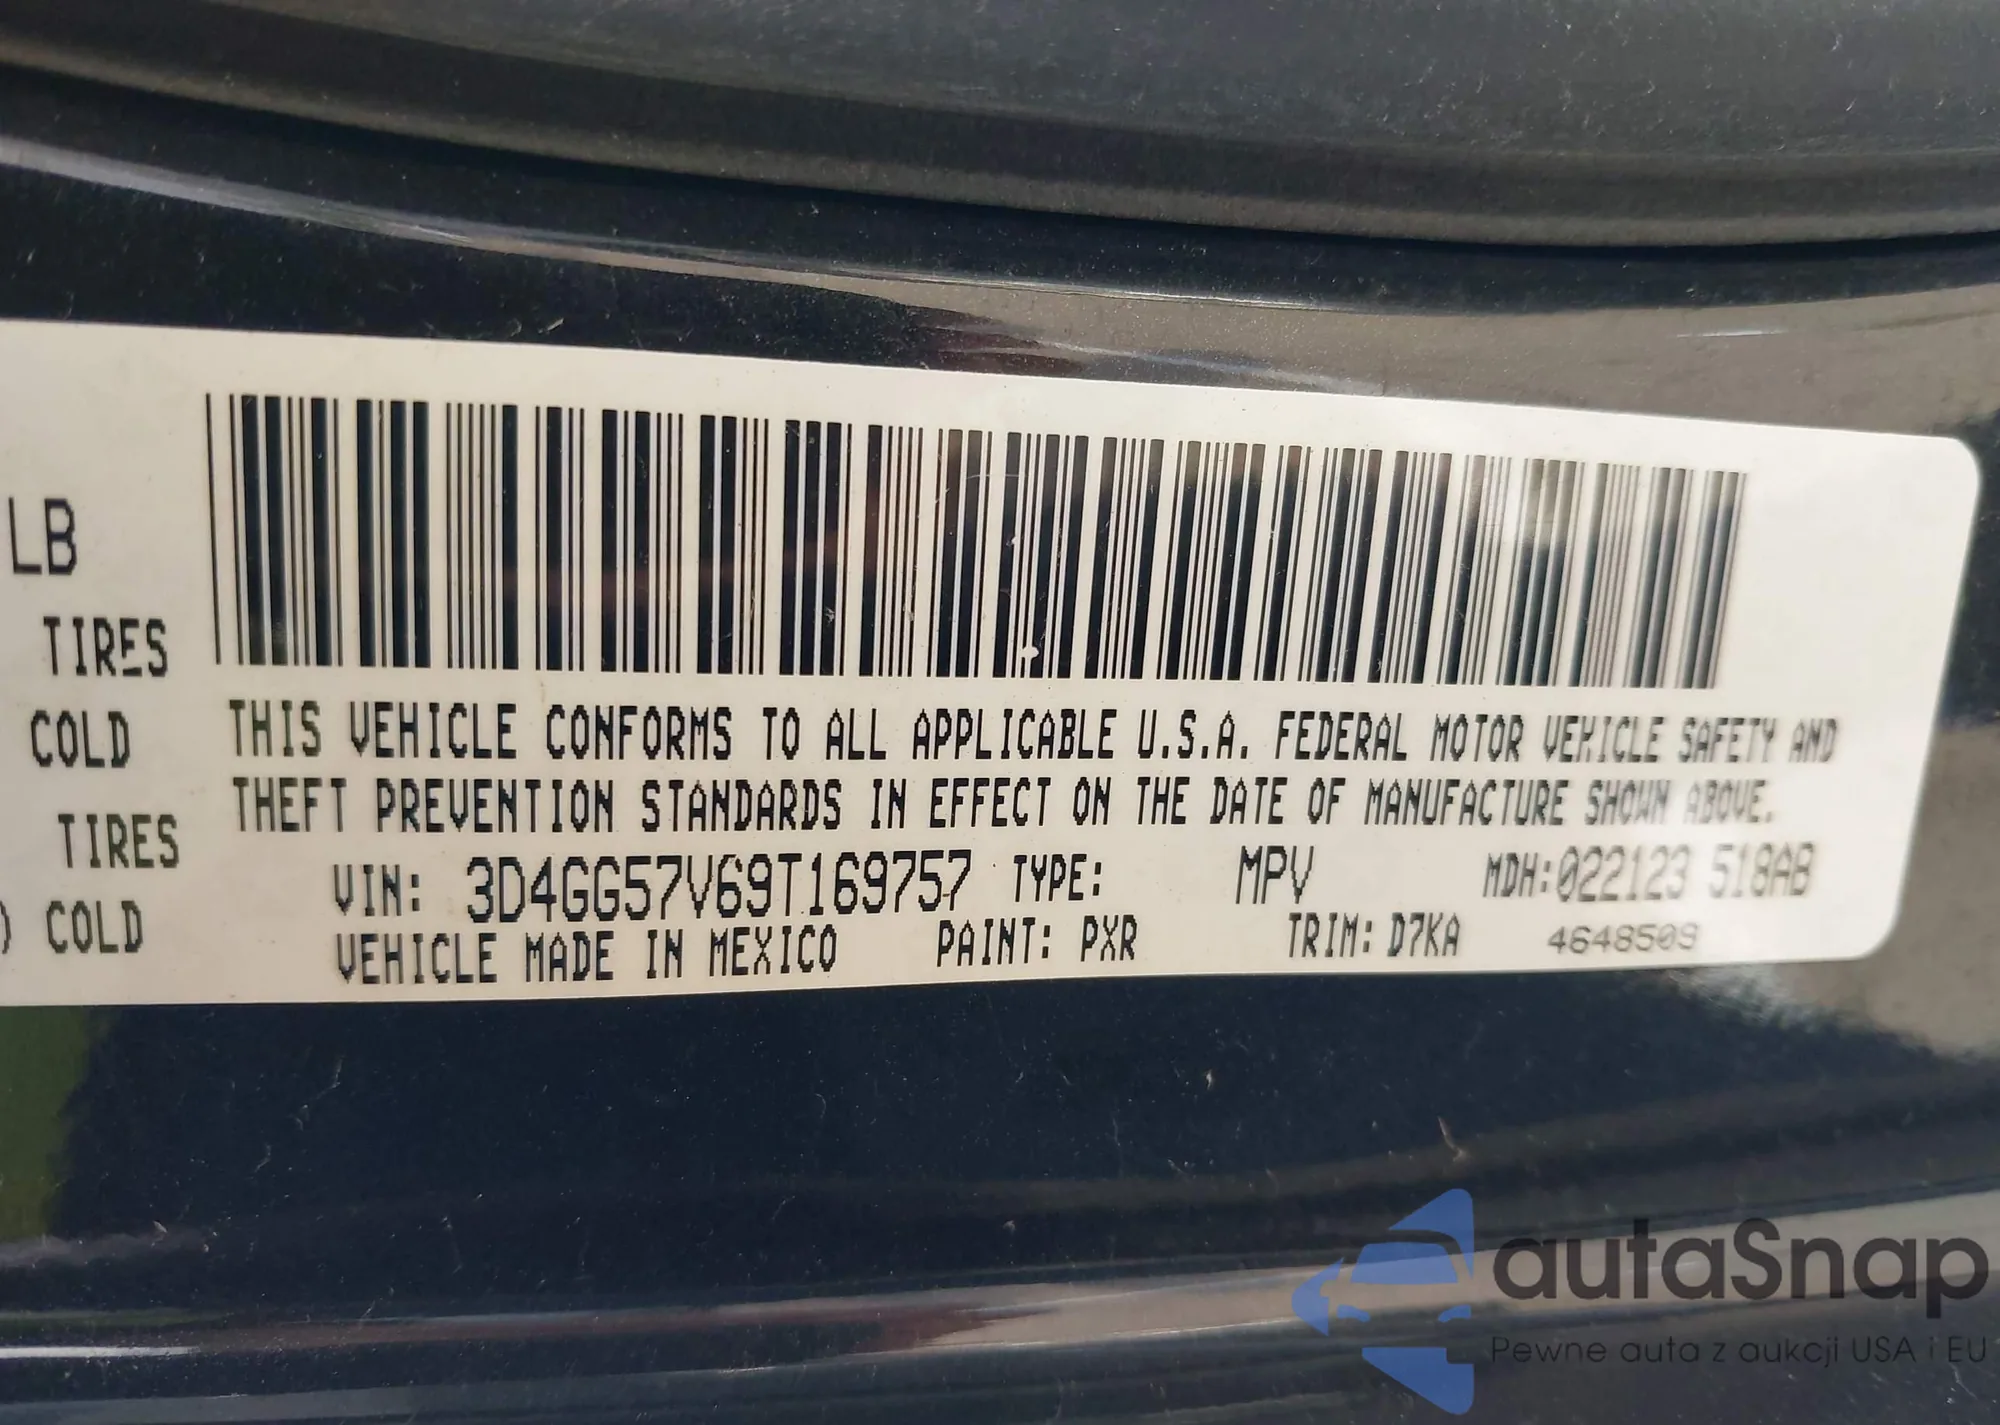 LB
TIRES
COLD
TIRES
) COLD
THIS VEHICLE CONFORMS TO ALL APPLICABLE U.S.A. FEDERAL MOTOR VEHICLE SAFETY AND
THEFT PREVENTION STANDARDS IN EFFECT ON THE DATE OF MANUFACTURE SHOWN ABOVE.
VIN: 3D4GG57V69T169757 TYPE: MPV MDH:022123 518AB
VEHICLE MADE IN MEXICO PAINT: PXR TRIM: D7KA 4648509
autaSnap
Pewne auta z aukcji USA i EU